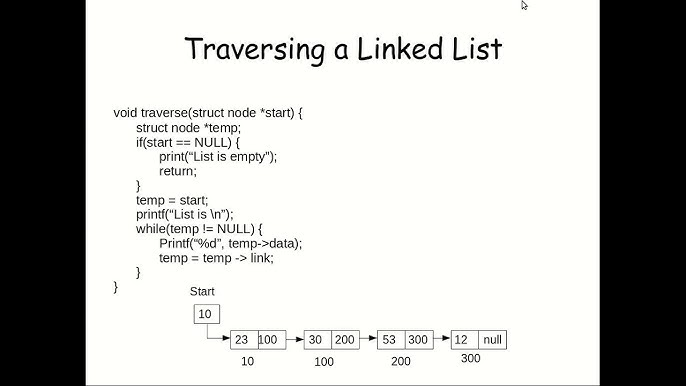 Traversing a Linked List
void traverse(struct node *start) {
struct node *temp;
if(start == NULL) {
print(“List is empty”);
return;
}
temp = start;
printf(“List is \n”);
while(temp != NULL) {
Printf(“%d”, temp->data);
temp = temp -> link;
}
}
Start
10
23 100 30 200 53 300 12 null
10 100 200 300